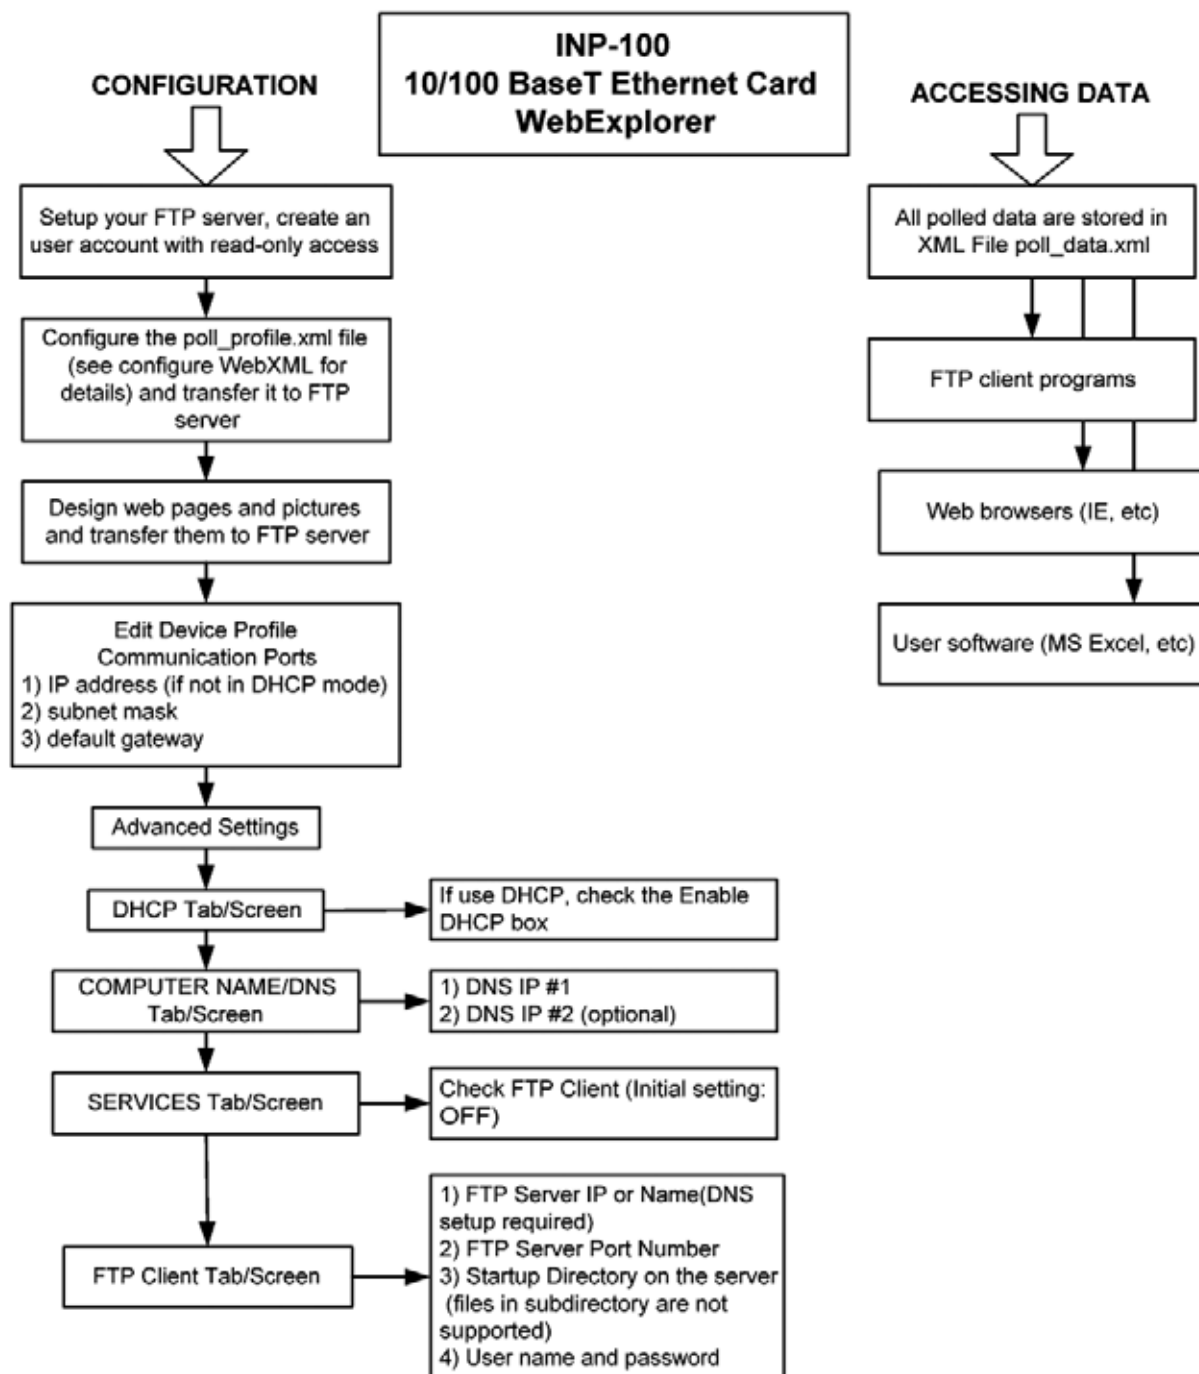 INP-100
10/100 BaseT Ethernet Card
WebExplorer
CONFIGURATION
Setup your FTP server, create an
user account with read-only access
Configure the poll_profile.xml file
(see configure WebXML for
details) and transfer it to FTP
server
Design web pages and pictures
and transfer them to FTP server
Edit Device Profile
Communication Ports
1) IP address (if not in DHCP mode)
2) subnet mask
3) default gateway
Advanced Settings
DHCP Tab/Screen
If use DHCP, check the Enable
DHCP box
COMPUTER NAME/DNS
Tab/Screen
1) DNS IP #1
2) DNS IP #2 (optional)
SERVICES Tab/Screen
Check FTP Client (Initial setting:
OFF)
FTP Client Tab/Screen
1) FTP Server IP or Name(DNS
setup required)
2) FTP Server Port Number
3) Startup Directory on the server
(files in subdirectory are not
supported)
4) User name and password
ACCESSING DATA
All polled data are stored in
XML File poll_data.xml
FTP client programs
Web browsers (IE, etc)
User software (MS Excel, etc)